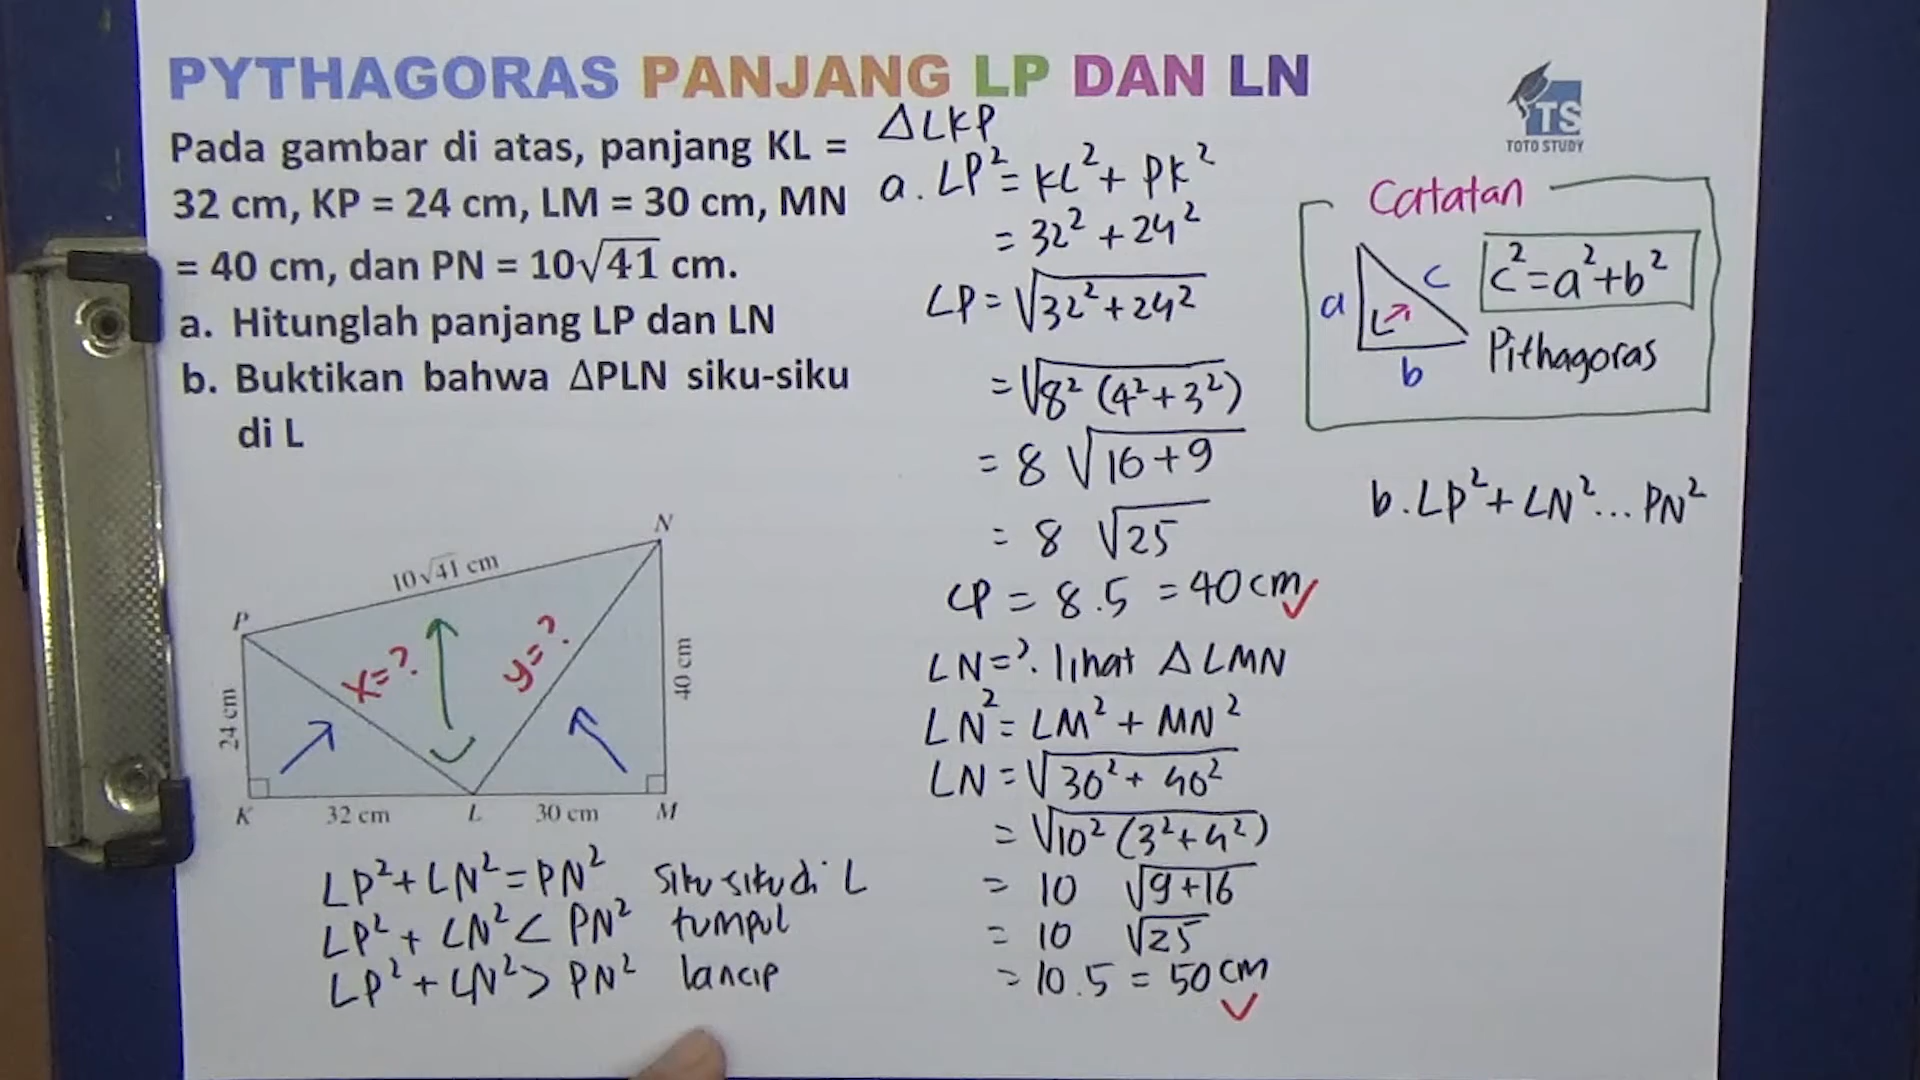 PYTHAGORAS PANJANG LP DAN LN
TS
TOTO STUDY
Pada gambar di atas, panjang KL =
32 cm, KP = 24 cm, LM = 30 cm, MN
= 40 cm, dan PN = 10√41 cm.
a. Hitunglah panjang LP dan LN
b. Buktikan bahwa ΔPLN siku-siku
di L
N
10√41 cm
P
x=?
y=?
24 cm
40 cm
K
32 cm
L
30 cm
M
LP²+LN²=PN² siku siku di L
LP²+LN²<PN² tumpul
LP²+LN²>PN² lancip
ΔLKP
a. LP²=KL²+PK²
=32²+24²
LP=√32²+24²
=√8²(4²+3²)
=8 √16+9
=8 √25
LP=8.5=40cm
LN=?. lihat ΔLMN
LN²=LM²+MN²
LN=√30²+40²
=√10²(3²+4²)
=10 √9+16
=10 √25
=10.5=50cm
Catatan
a
c
b
c²=a²+b²
Pithagoras
b. LP²+LN²...PN²